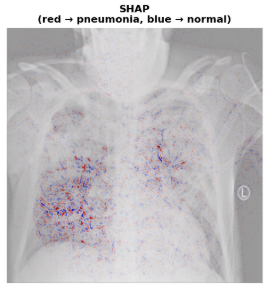 SHAP
(red → pneumonia, blue → normal)
L